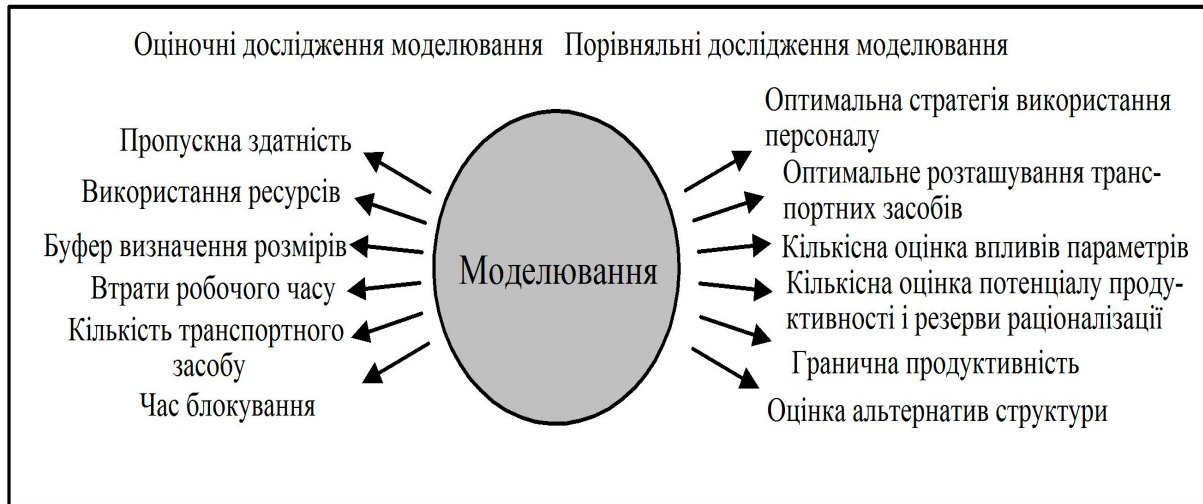 Оціночні дослідження моделювання Порівняльні дослідження моделювання
Пропускна здатність
Використання ресурсів
Буфер визначення розмірів
Втрати робочого часу
Кількість транспортного
засобу
Час блокування
Моделювання
Оптимальна стратегія використання
персоналу
Оптимальне розташування транс-
портних засобів
Кількісна оцінка впливів параметрів
Кількісна оцінка потенціалу проду-
ктивності і резерви раціоналізації
Гранична продуктивність
Оцінка альтернатив структури